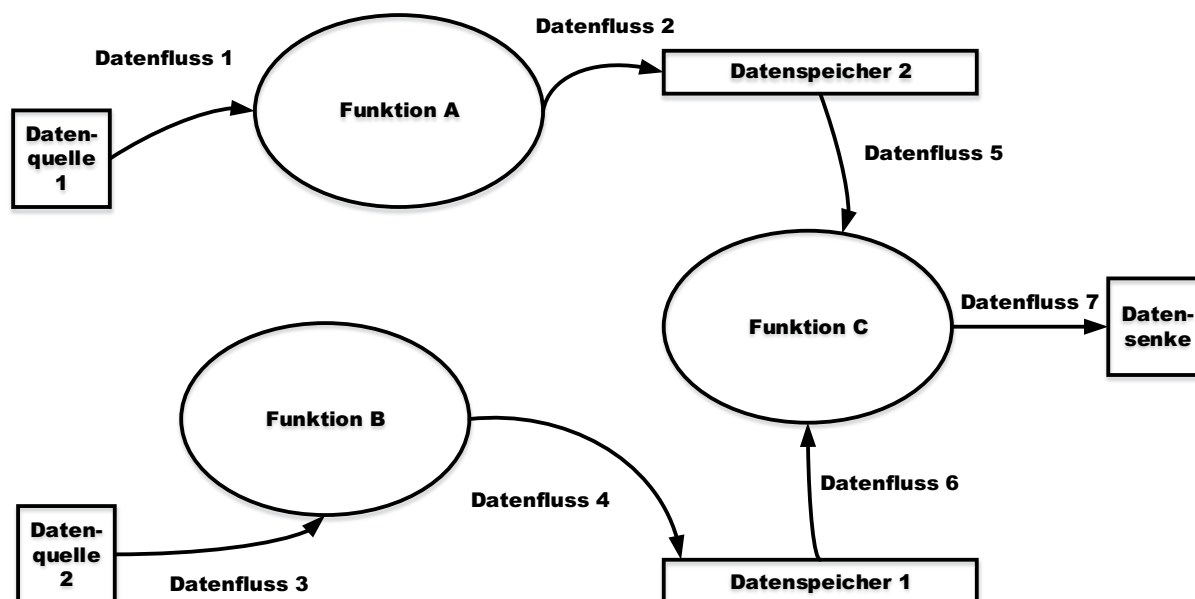 Datenfluss 1
Datenfluss 2
Funktion A
Datenspeicher 2
Daten-
quelle
1
Datenfluss 5
Funktion C
Datenfluss 7
Daten-
senke
Funktion B
Datenfluss 4
Datenfluss 6
Daten-
quelle
2
Datenfluss 3
Datenspeicher 1